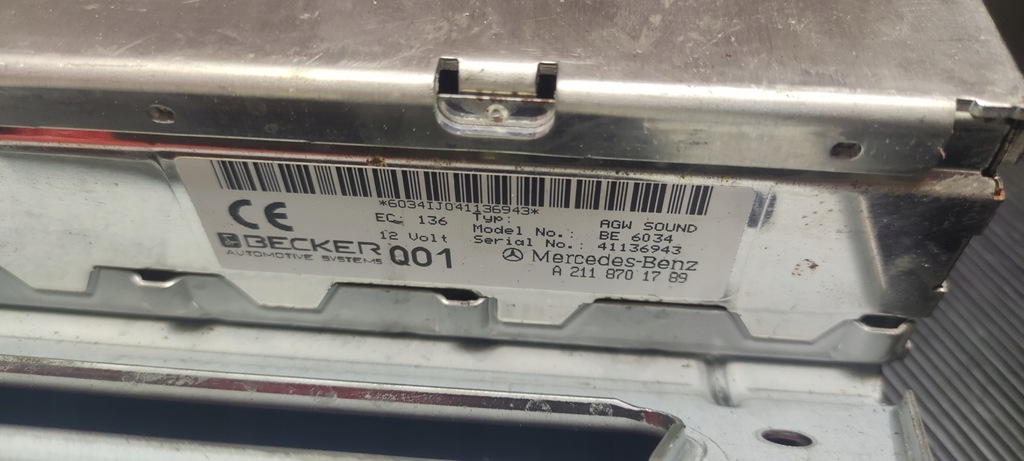 *6034IJ041136943*
CE
EC: 136
12 Volt
Typ: AGW SOUND
Model No.: BE 6034
Serial No.: 41136943
BECKER
AUTOMOTIVE SYSTEMS
Q01
Mercedes-Benz
A 211 870 17 89